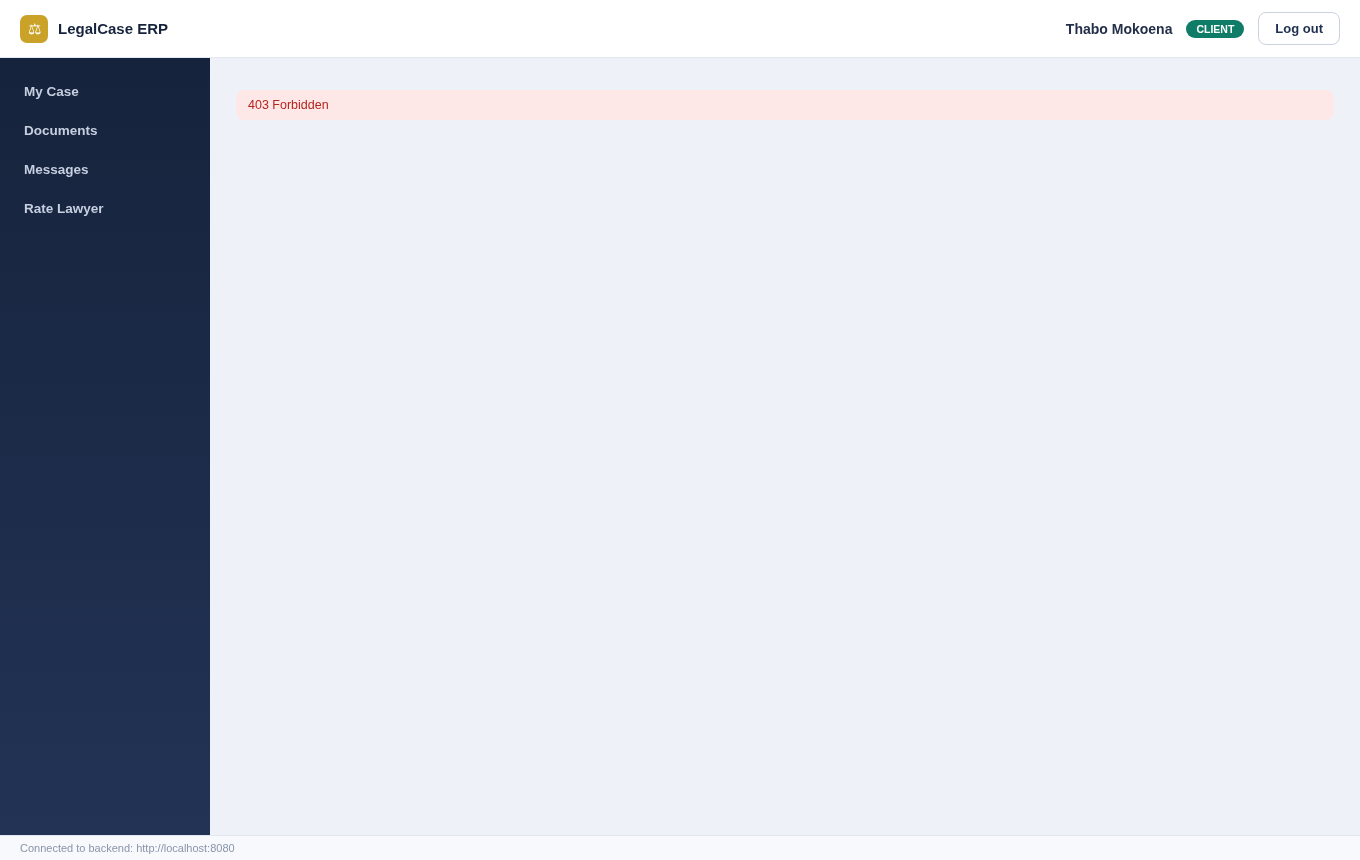 ⚖ LegalCase ERP
Thabo Mokoena CLIENT Log out
My Case
Documents
Messages
Rate Lawyer
403 Forbidden
Connected to backend: http://localhost:8080